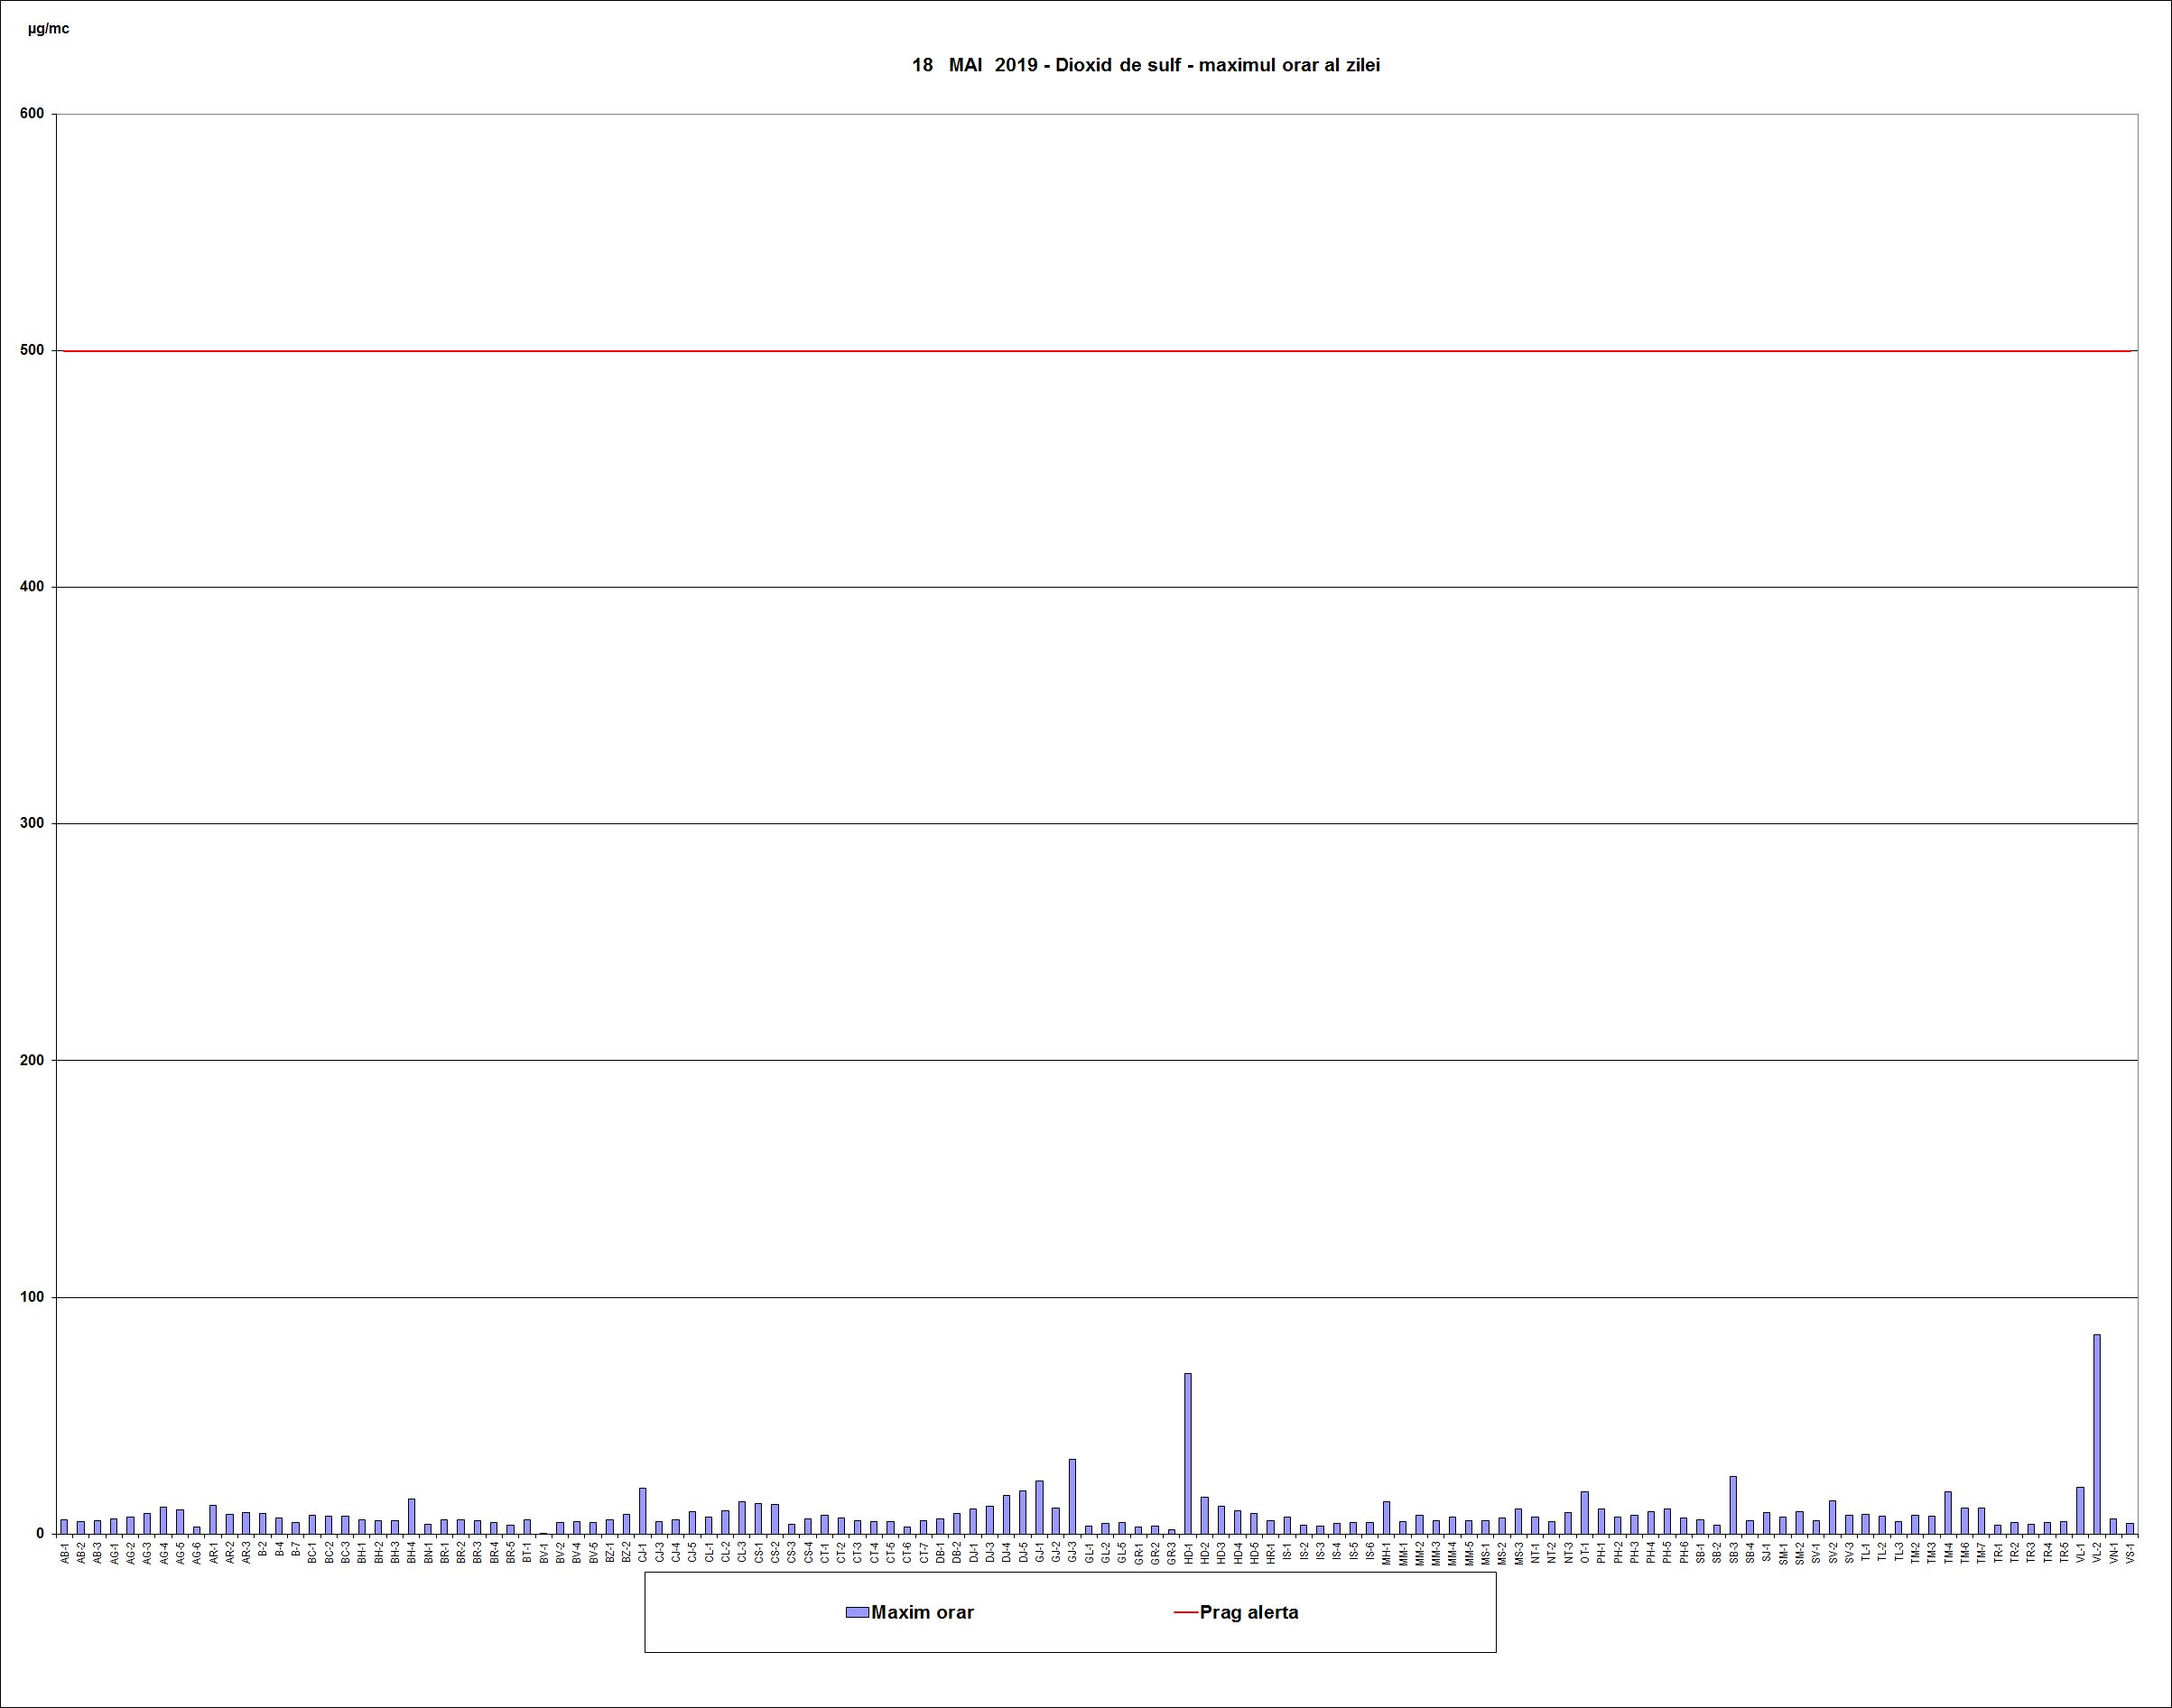 µg/mc
18 MAI 2019 - Dioxid de sulf - maximul orar al zilei
600
500
400
300
200
100
0
AB-1 AB-2 AB-3 AG-1 AG-2 AG-3 AG-4 AG-5 AG-6 AR-1 AR-2 AR-3 B-2 B-4 B-7 BC-1 BC-2 BC-3 BH-1 BH-2 BH-3 BH-4 BN-1 BR-1 BR-2 BR-3 BR-4 BR-5 BT-1 BV-1 BV-2 BV-4 BV-5 BZ-1 BZ-2 CJ-1 CJ-3 CJ-4 CJ-5 CL-1 CL-2 CL-3 CS-1 CS-2 CS-3 CS-4 CT-1 CT-2 CT-3 CT-4 CT-5 CT-6 CT-7 DB-1 DB-2 DJ-1 DJ-3 DJ-4 DJ-5 GJ-1 GJ-2 GJ-3 GL-1 GL-2 GL-5 GR-1 GR-2 GR-3 HD-1 HD-2 HD-3 HD-4 HD-5 HR-1 IS-1 IS-2 IS-3 IS-4 IS-5 IS-6 MH-1 MM-1 MM-2 MM-3 MM-4 MM-5 MS-1 MS-2 MS-3 NT-1 NT-2 NT-3 OT-1 PH-1 PH-2 PH-3 PH-4 PH-5 PH-6 SB-1 SB-2 SB-3 SB-4 SJ-1 SM-1 SM-2 SV-1 SV-2 SV-3 TL-1 TL-2 TL-3 TM-2 TM-3 TM-4 TM-6 TM-7 TR-1 TR-2 TR-3 TR-4 TR-5 VL-1 VL-2 VN-1 VS-1
Maxim orar Prag alerta